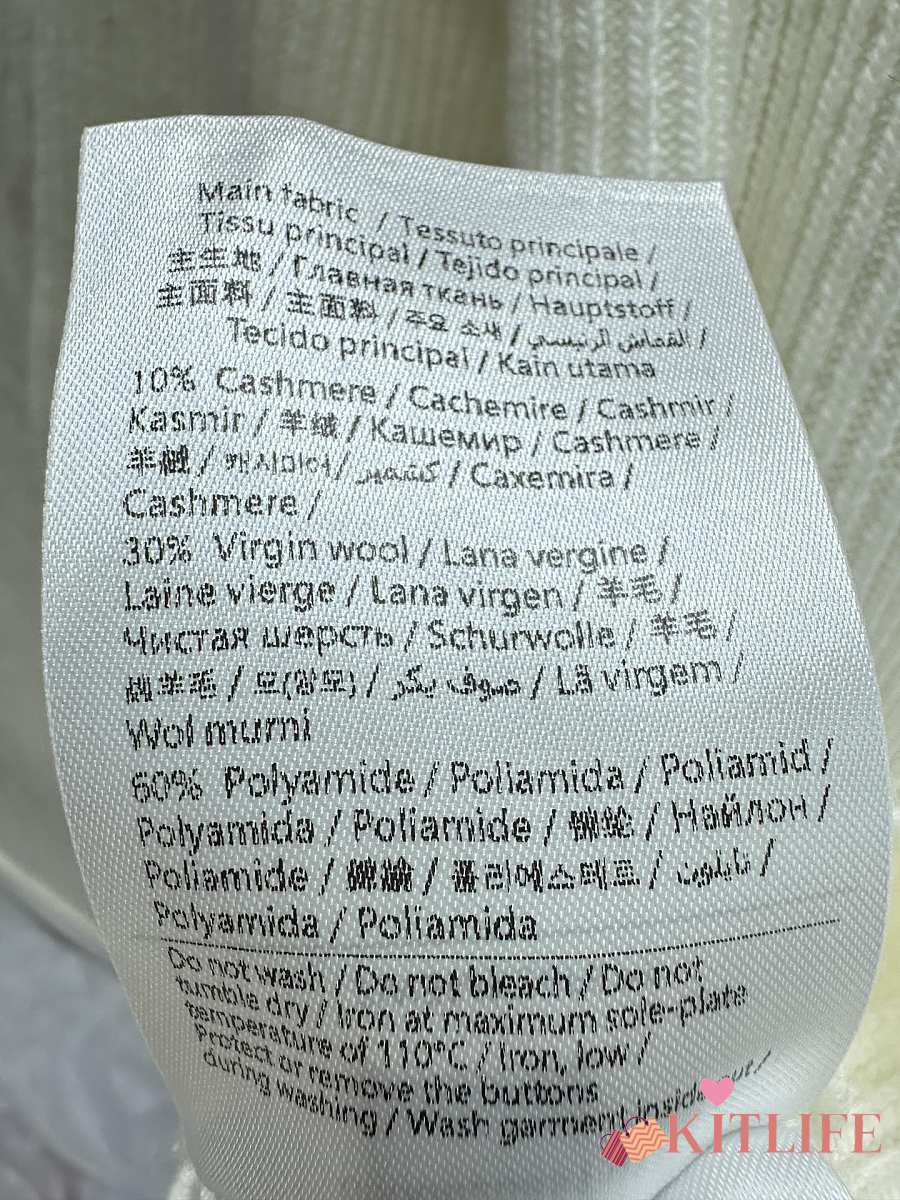 Main fabric / Tessuto principale /
Tissu principal / Tejido principal /
主生地 / Главная ткань / Hauptstoff /
主面料 / 主面料 / 주요 소재 / القماش الرئيسي /
Tecido principal / Kain utama
10% Cashmere / Cachemire / Cashmir /
Kasmir / 羊绒 / Кашемир / Cashmere /
羊絨 / 캐시미어 / كشمير / Caxemira /
Cashmere /
30% Virgin wool / Lana vergine /
Laine vierge / Lana virgen / 羊毛 /
Чистая шерсть / Schurwolle / 羊毛 /
羊毛 / 모(양모) / صوف بكر / Lã virgem /
Wol murni
60% Polyamide / Poliamida / Poliamid /
Polyamida / Poliamide / / Найлон /
Poliamide / / 폴리에스테르 / نايلون /
Polyamida / Poliamida
Do not wash / Do not bleach / Do not
tumble dry / Iron at maximum sole-plate
temperature of 110°C / Iron, low /
Protect or remove the buttons
during washing / Wash garment inside out /
KITLIFE